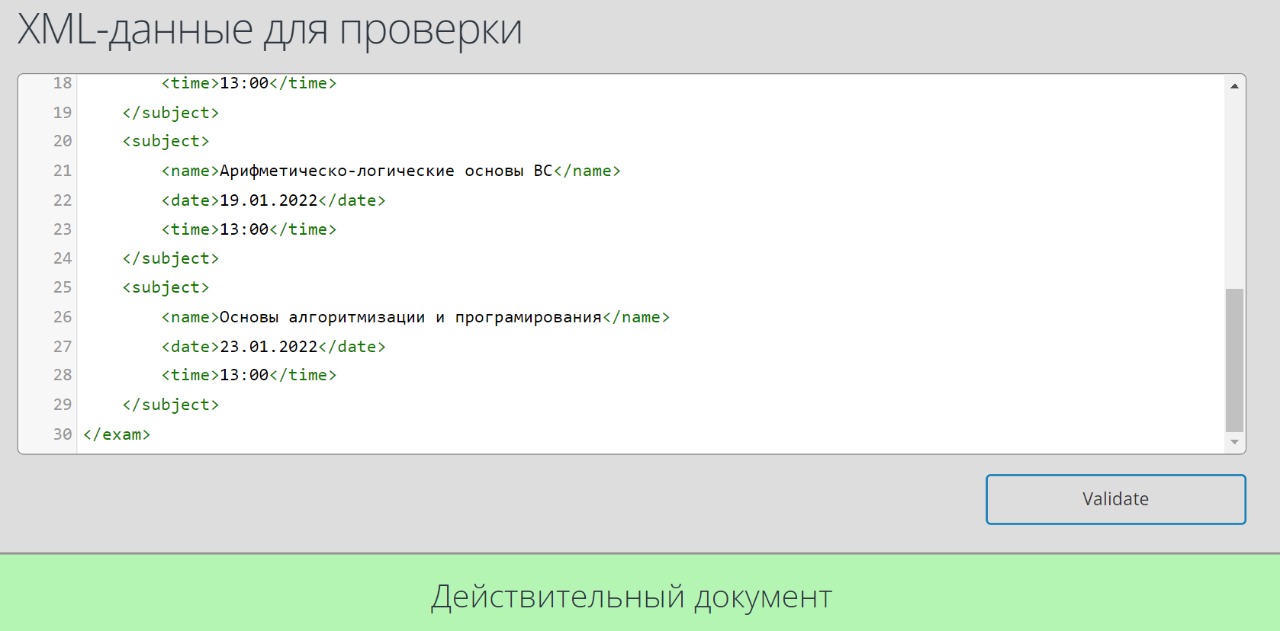 XML-данные для проверки
18 <time>13:00</time>
19 </subject>
20 <subject>
21 <name>Арифметическо-логические основы ВС</name>
22 <date>19.01.2022</date>
23 <time>13:00</time>
24 </subject>
25 <subject>
26 <name>Основы алгоритмизации и програмирования</name>
27 <date>23.01.2022</date>
28 <time>13:00</time>
29 </subject>
30 </exam>
Validate
Действительный документ